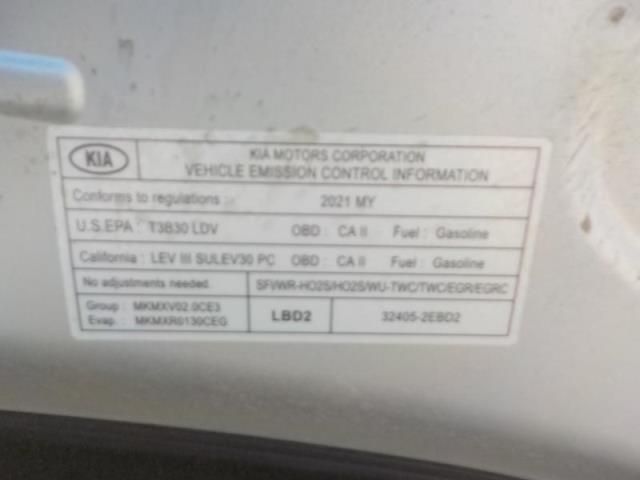 KIA
KIA MOTORS CORPORATION
VEHICLE EMISSION CONTROL INFORMATION
Conforms to regulations : 2021 MY
U.S.EPA : T3B30 LDV OBD : CA II Fuel : Gasoline
California : LEV III SULEV30 PC OBD : CA II Fuel : Gasoline
No adjustments needed. SFI/WR-HO2S/HO2S/WU-TWC/TWC/EGR/EGRC
Group : MKMXV02.0CE3
Evap. : MKMXR0130CEG
LBD2
32405-2EBD2